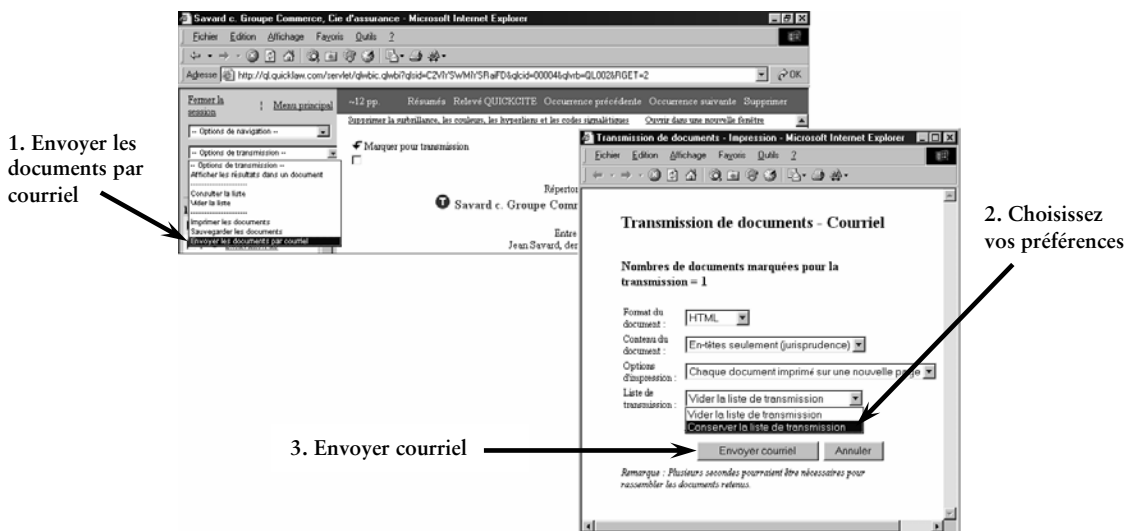 Savard c. Groupe Commerce, Cie d'assurance - Microsoft Internet Explorer
Fichier Edition Affichage Favoris Outils ?
Adresse http://ql.quicklaw.com/servlet/qlwbic.qlwbi?qlsid=C2VhYSWMhYSRaiFD&qlcid=00004&qlvrb=QL002&RGET=2 OK
Fermer la session ! Menu principal
~12 pp. Résumés Relevé QUICKCITE Occurrence précédente Occurrence suivante Supprimer
Supprimer la surbrillance, les couleurs, les hyperliens et les codes signalétiques Ouvrir dans une nouvelle fenêtre
-- Options de navigation --
-- Options de transmission --
-- Options de transmission --
Afficher les résultats dans un document
--------------------
Consulter la liste
Vider la liste
--------------------
Imprimer les documents
Sauvegarder les documents
Envoyer les documents par courriel
Marquer pour transmission
Répertor
T Savard c. Groupe Comm
Entre
Jean Savard, der
1. Envoyer les
documents par
courriel
Transmission de documents - Impression - Microsoft Internet Explorer
Fichier Edition Affichage Favoris Outils ?
Transmission de documents - Courriel
Nombres de documents marquées pour la
transmission = 1
Format du
document : HTML
Contenu du
document : En-têtes seulement (jurisprudence)
Options
d'impression : Chaque document imprimé sur une nouvelle page
Liste de
transmission : Vider la liste de transmission
Vider la liste de transmission
Conserver la liste de transmission
Envoyer courriel Annuler
Remarque : Plusieurs secondes pourraient être nécessaires pour
rassembler les documents retenus.
2. Choisissez
vos préférences
3. Envoyer courriel